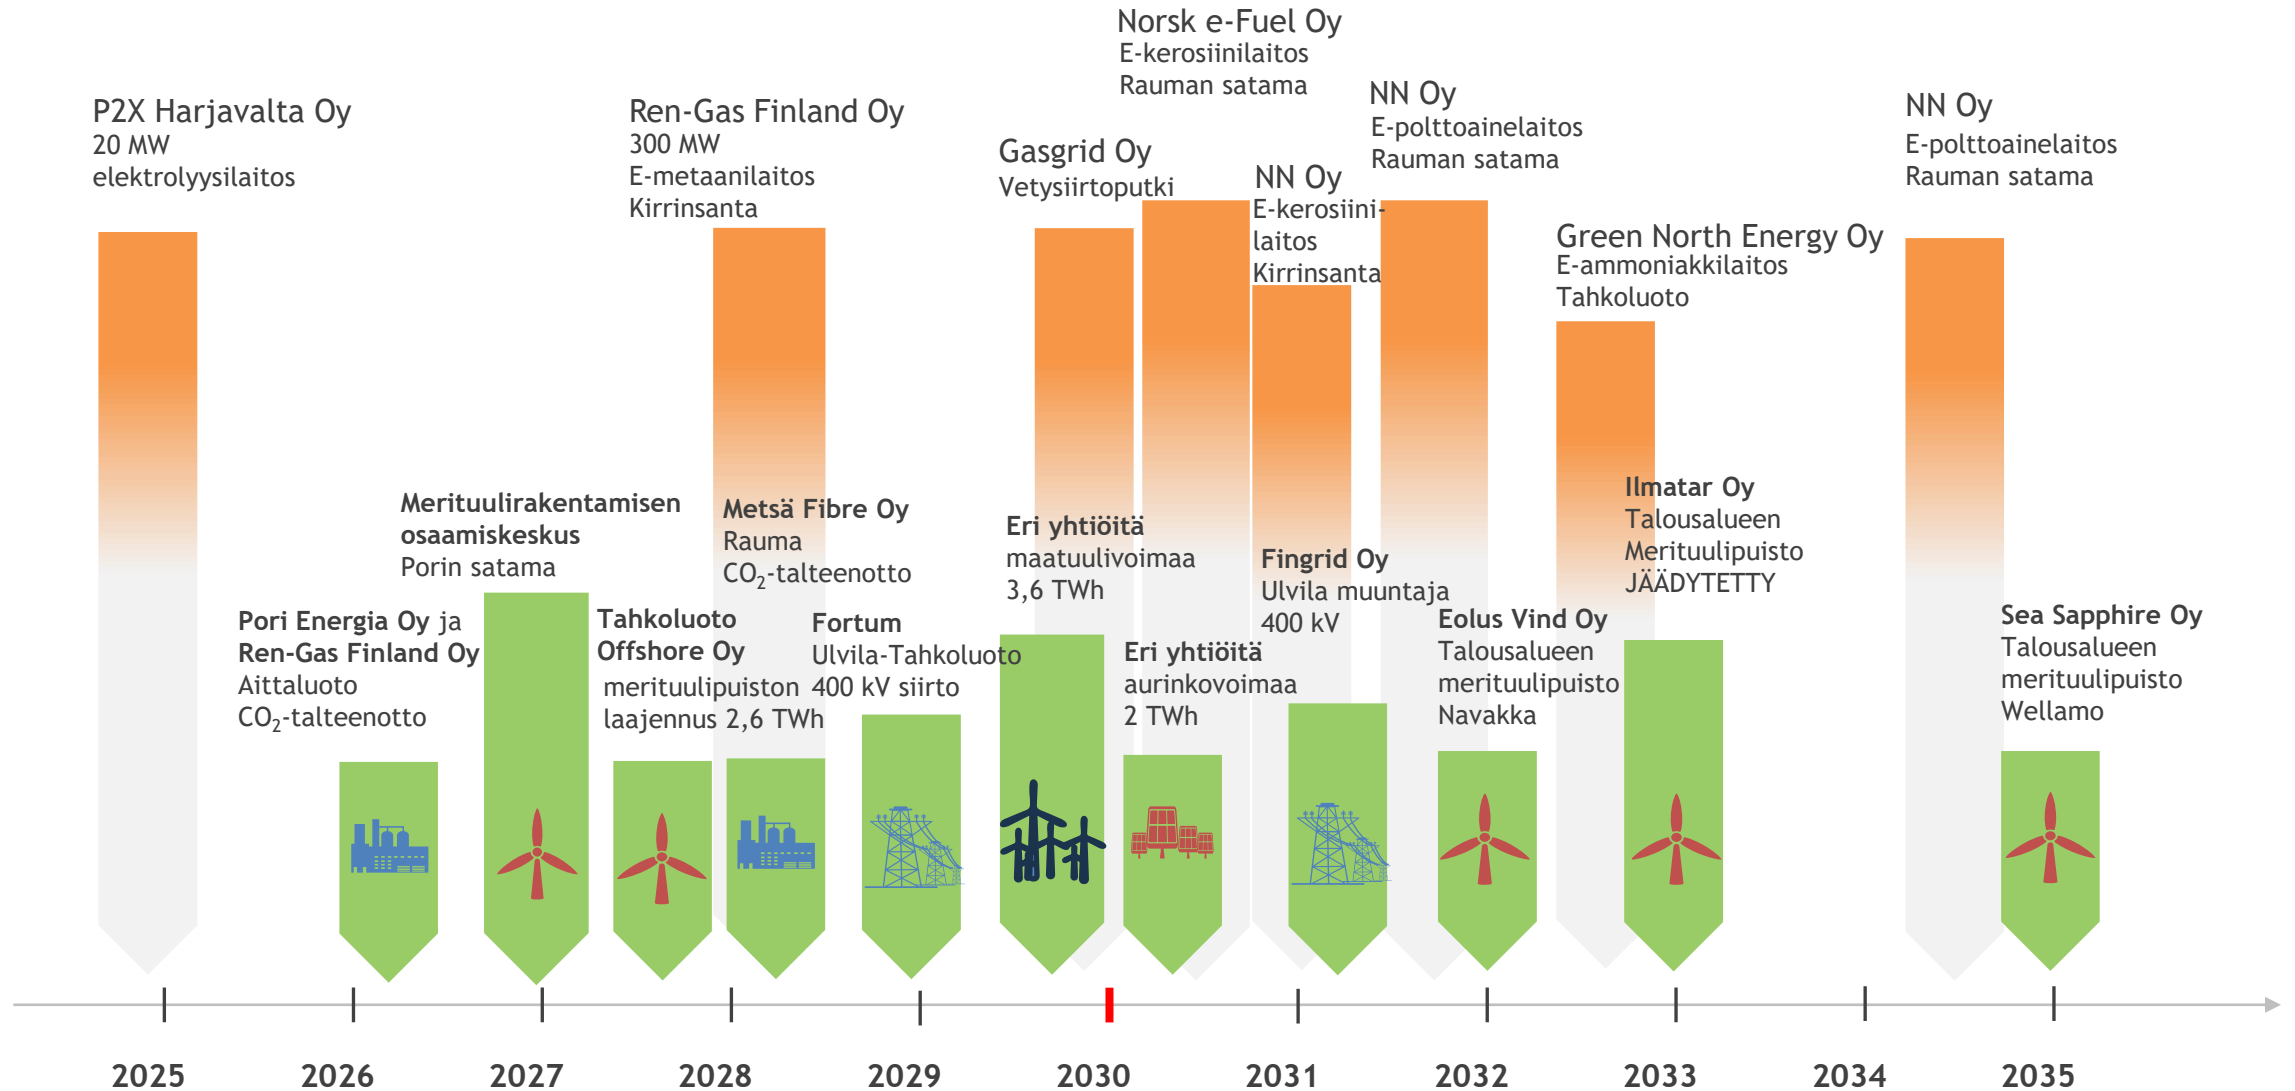 P2X Harjavalta Oy
20 MW
elektrolyysilaitos
Ren-Gas Finland Oy
300 MW
E-metaanilaitos
Kirrinsanta
Gasgrid Oy
Vetysiirtoputki
Norsk e-Fuel Oy
E-kerosiinilaitos
Rauman satama
NN Oy
E-kerosiini-
laitos
Kirrinsanta
NN Oy
E-polttoainelaitos
Rauman satama
Green North Energy Oy
E-ammoniakkilaitos
Tahkoluoto
NN Oy
E-polttoainelaitos
Rauman satama
Pori Energia Oy ja
Ren-Gas Finland Oy
Aittaluoto
CO₂-talteenotto
Merituulirakentamisen
osaamiskeskus
Porin satama
Tahkoluoto
Offshore Oy
merituulipuiston
laajennus 2,6 TWh
Metsä Fibre Oy
Rauma
CO₂-talteenotto
Fortum
Ulvila-Tahkoluoto
400 kV siirto
Eri yhtiöitä
maatuulivoimaa
3,6 TWh
Eri yhtiöitä
aurinkovoimaa
2 TWh
Fingrid Oy
Ulvila muuntaja
400 kV
Eolus Vind Oy
Talousalueen
merituulipuisto
Navakka
Ilmatar Oy
Talousalueen
Merituulipuisto
JÄÄDYTETTY
Sea Sapphire Oy
Talousalueen
merituulipuisto
Wellamo
2025 2026 2027 2028 2029 2030 2031 2032 2033 2034 2035